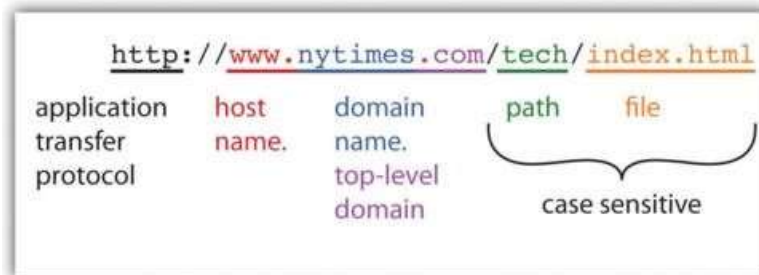 http://www.nytimes.com/tech/index.html
application transfer protocol
host name.
domain name.
top-level domain
path
file
case sensitive